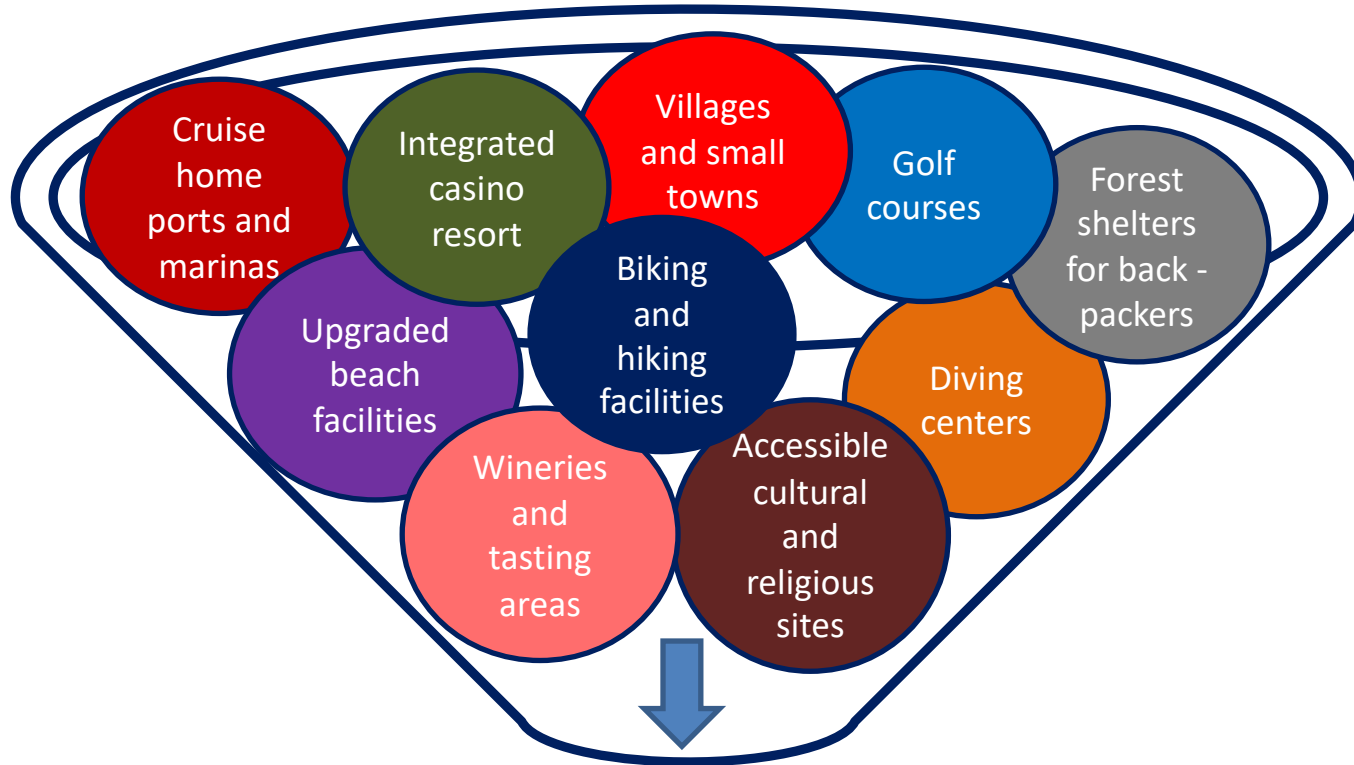 Cruise
home
ports and
marinas
Integrated
casino
resort
Villages
and small
towns
Golf
courses
Forest
shelters
for back -
packers
Upgraded
beach
facilities
Biking
and
hiking
facilities
Diving
centers
Wineries
and
tasting
areas
Accessible
cultural
and
religious
sites